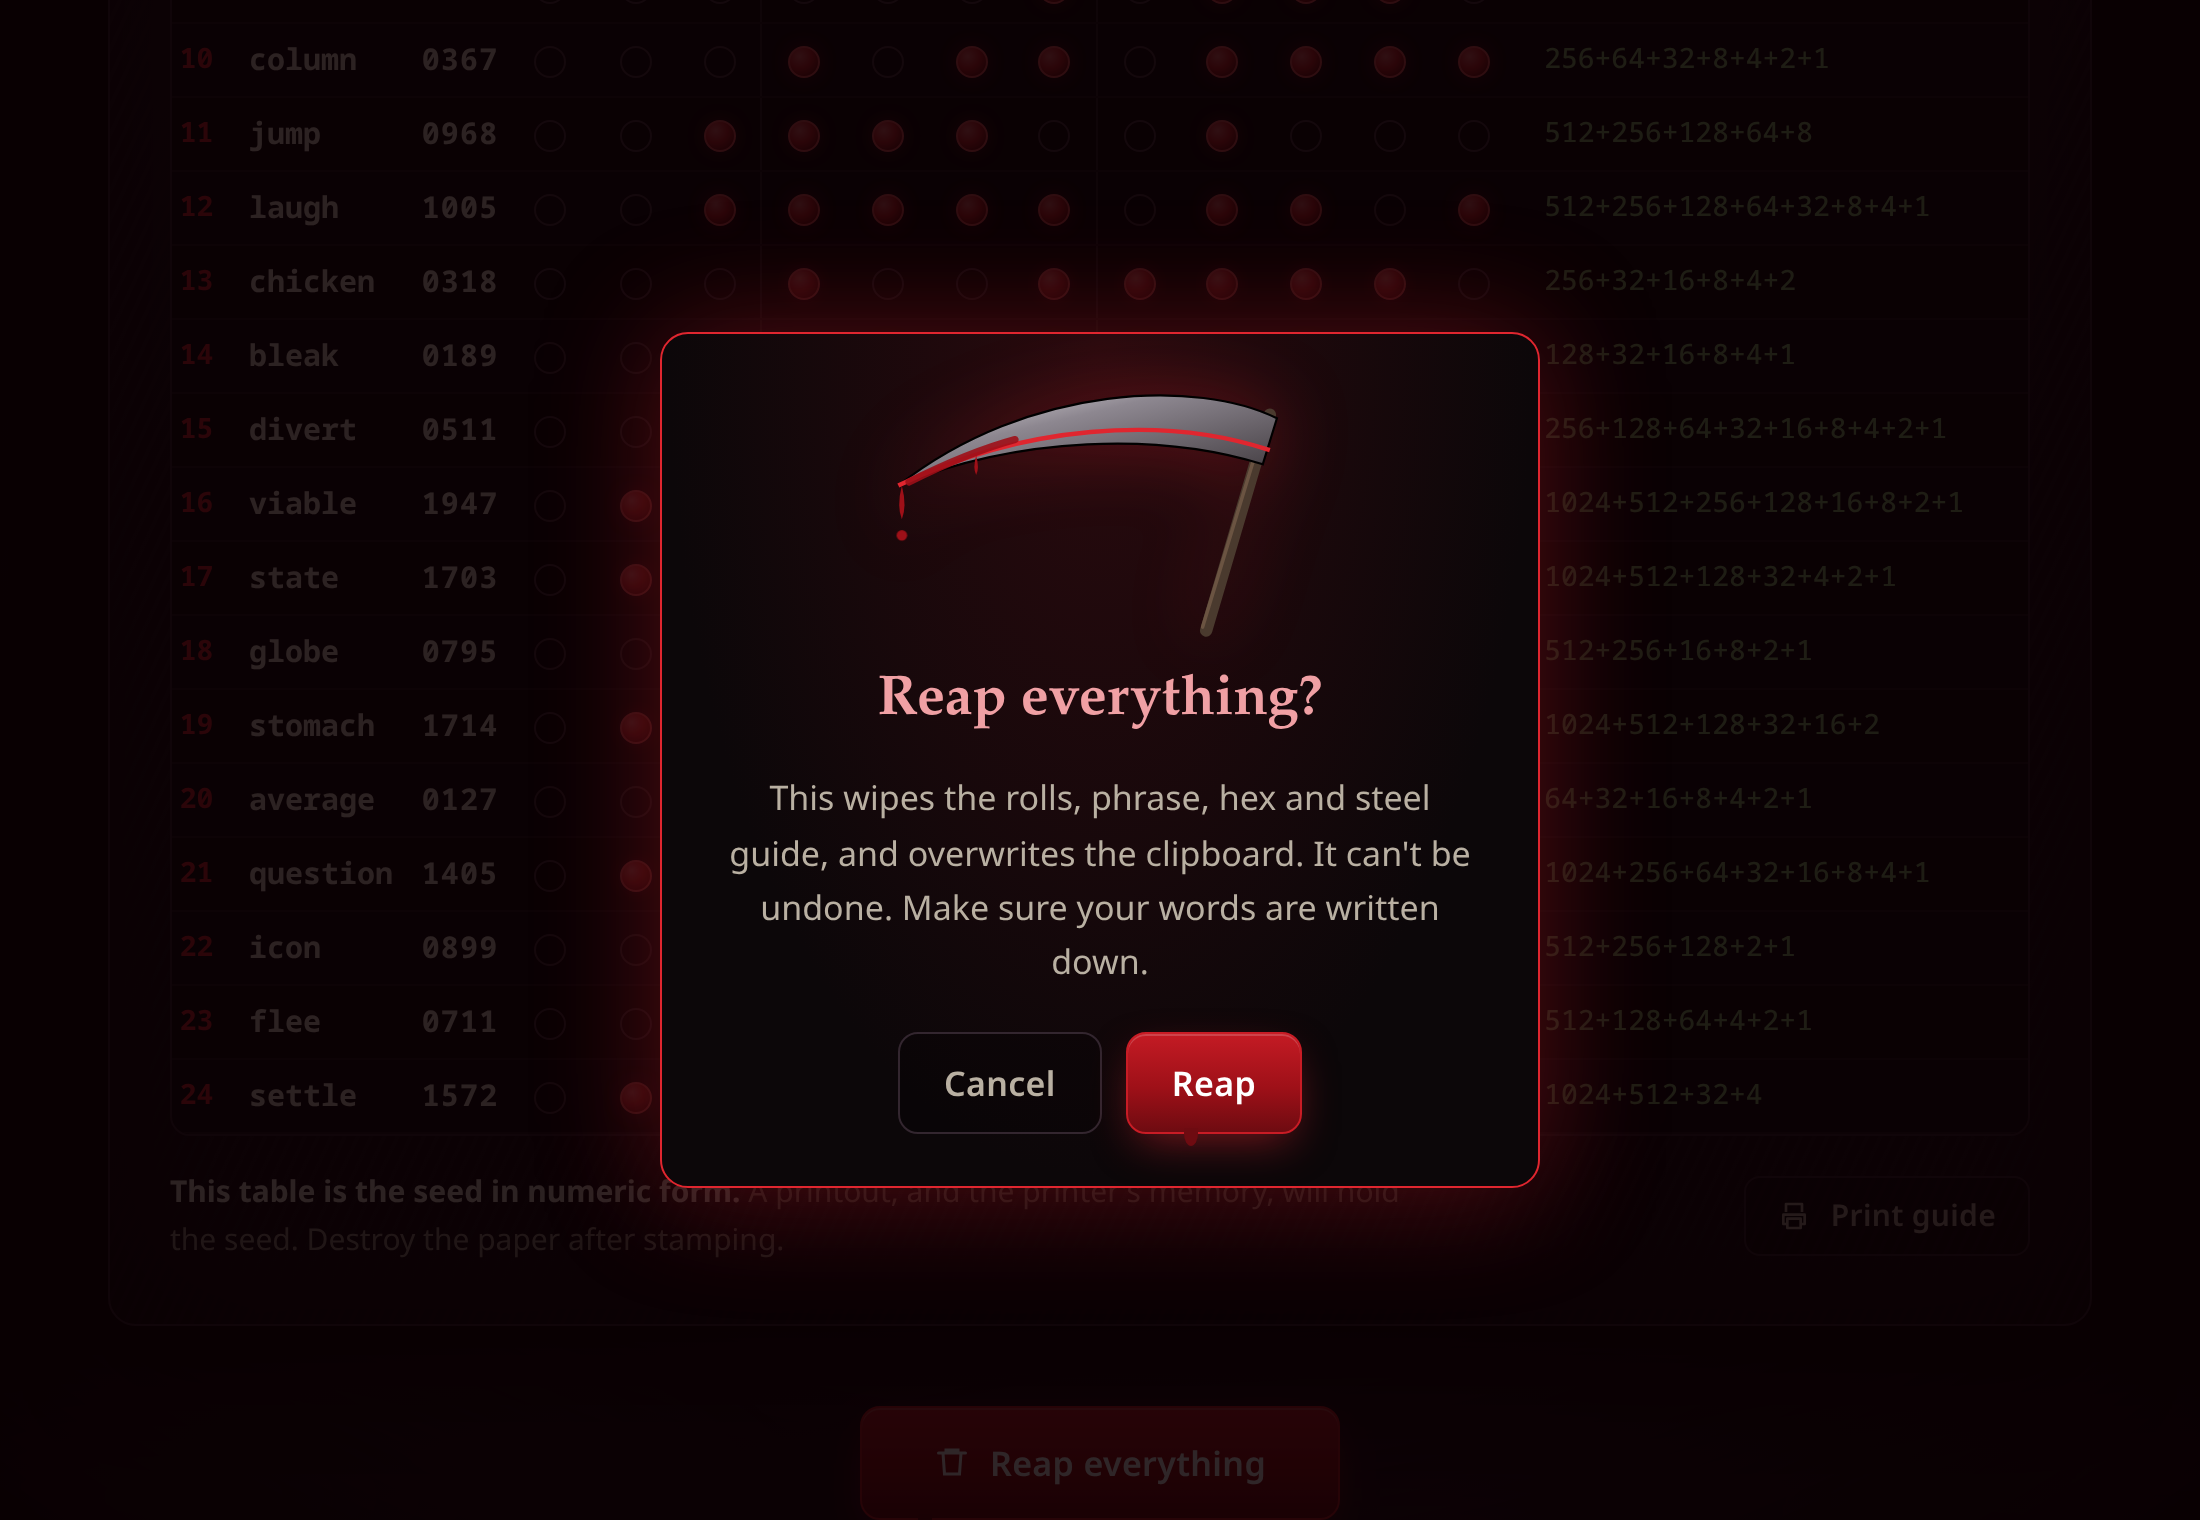 10 column 0367 256+64+32+8+4+2+1
11 jump 0968 512+256+128+64+8
12 laugh 1005 512+256+128+64+32+8+4+1
13 chicken 0318 256+32+16+8+4+2
14 bleak 0189 128+32+16+8+4+1
15 divert 0511 256+128+64+32+16+8+4+2+1
16 viable 1947 1024+512+256+128+16+8+2+1
17 state 1703 1024+512+128+32+4+2+1
18 globe 0795 512+256+16+8+2+1
19 stomach 1714 1024+512+128+32+16+2
20 average 0127 64+32+16+8+4+2+1
21 question 1405 1024+256+64+32+16+8+4+1
22 icon 0899 512+256+128+2+1
23 flee 0711 512+128+64+4+2+1
24 settle 1572 1024+512+32+4
Reap everything?
This wipes the rolls, phrase, hex and steel
guide, and overwrites the clipboard. It can't be
undone. Make sure your words are written
down.
Cancel
Reap
This table is the seed in numeric form. A printout, and the printer's memory, will hold
the seed. Destroy the paper after stamping.
Print guide
Reap everything